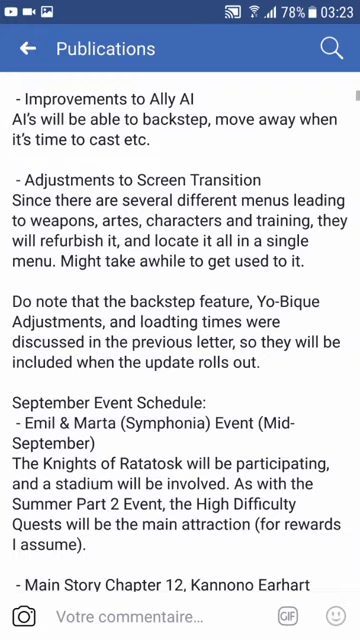 78% 03:23
Publications
- Improvements to Ally AI
AI's will be able to backstep, move away when
it's time to cast etc.
- Adjustments to Screen Transition
Since there are several different menus leading
to weapons, artes, characters and training, they
will refurbish it, and locate it all in a single
menu. Might take awhile to get used to it.
Do note that the backstep feature, Yo-Bique
Adjustments, and loadting times were
discussed in the previous letter, so they will be
included when the update rolls out.
September Event Schedule:
- Emil & Marta (Symphonia) Event (Mid-
September)
The Knights of Ratatosk will be participating,
and a stadium will be involved. As with the
Summer Part 2 Event, the High Difficulty
Quests will be the main attraction (for rewards
I assume).
- Main Story Chapter 12, Kannono Earhart
Votre commentaire...
GIF